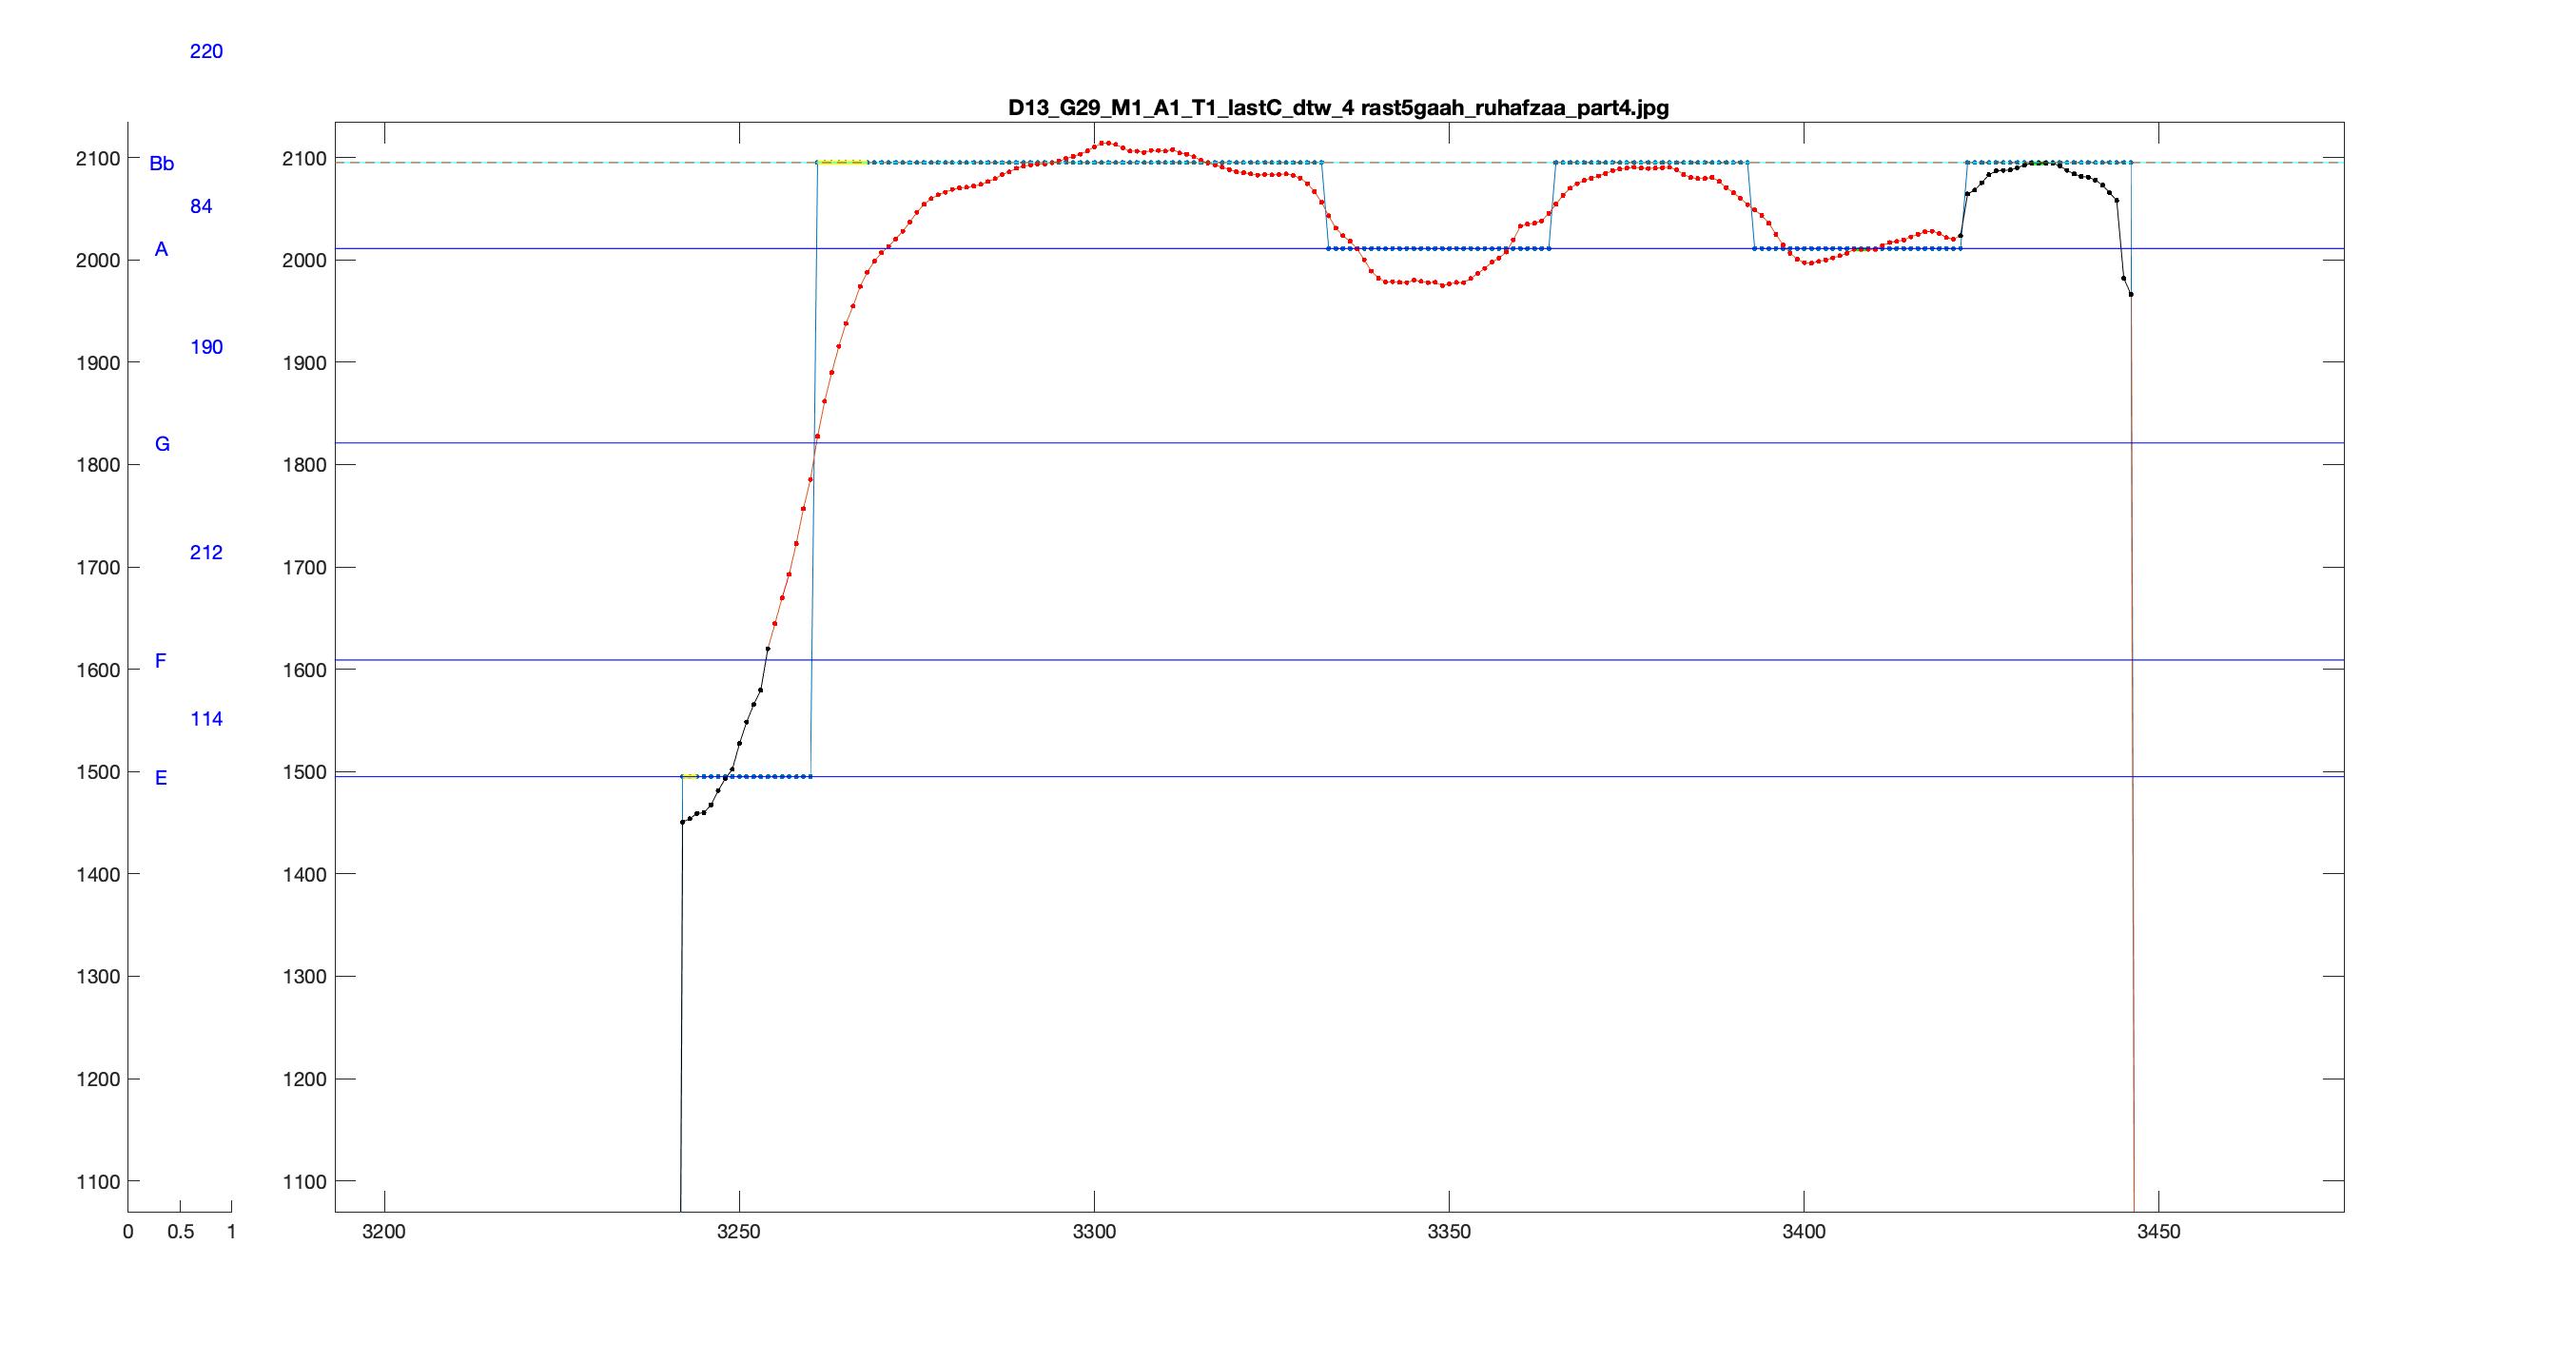 220
D13_G29_M1_A1_T1_lastC_dtw_4 rast5gaah_ruhafzaa_part4.jpg
2100 Bb 2100
84
A
2000 2000
190
1900 1900
G
1800 1800
212
1700 1700
F
1600 1600
114
1500 E 1500
1400 1400
1300 1300
1200 1200
1100 1100
0 0.5 1 3200 3250 3300 3350 3400 3450